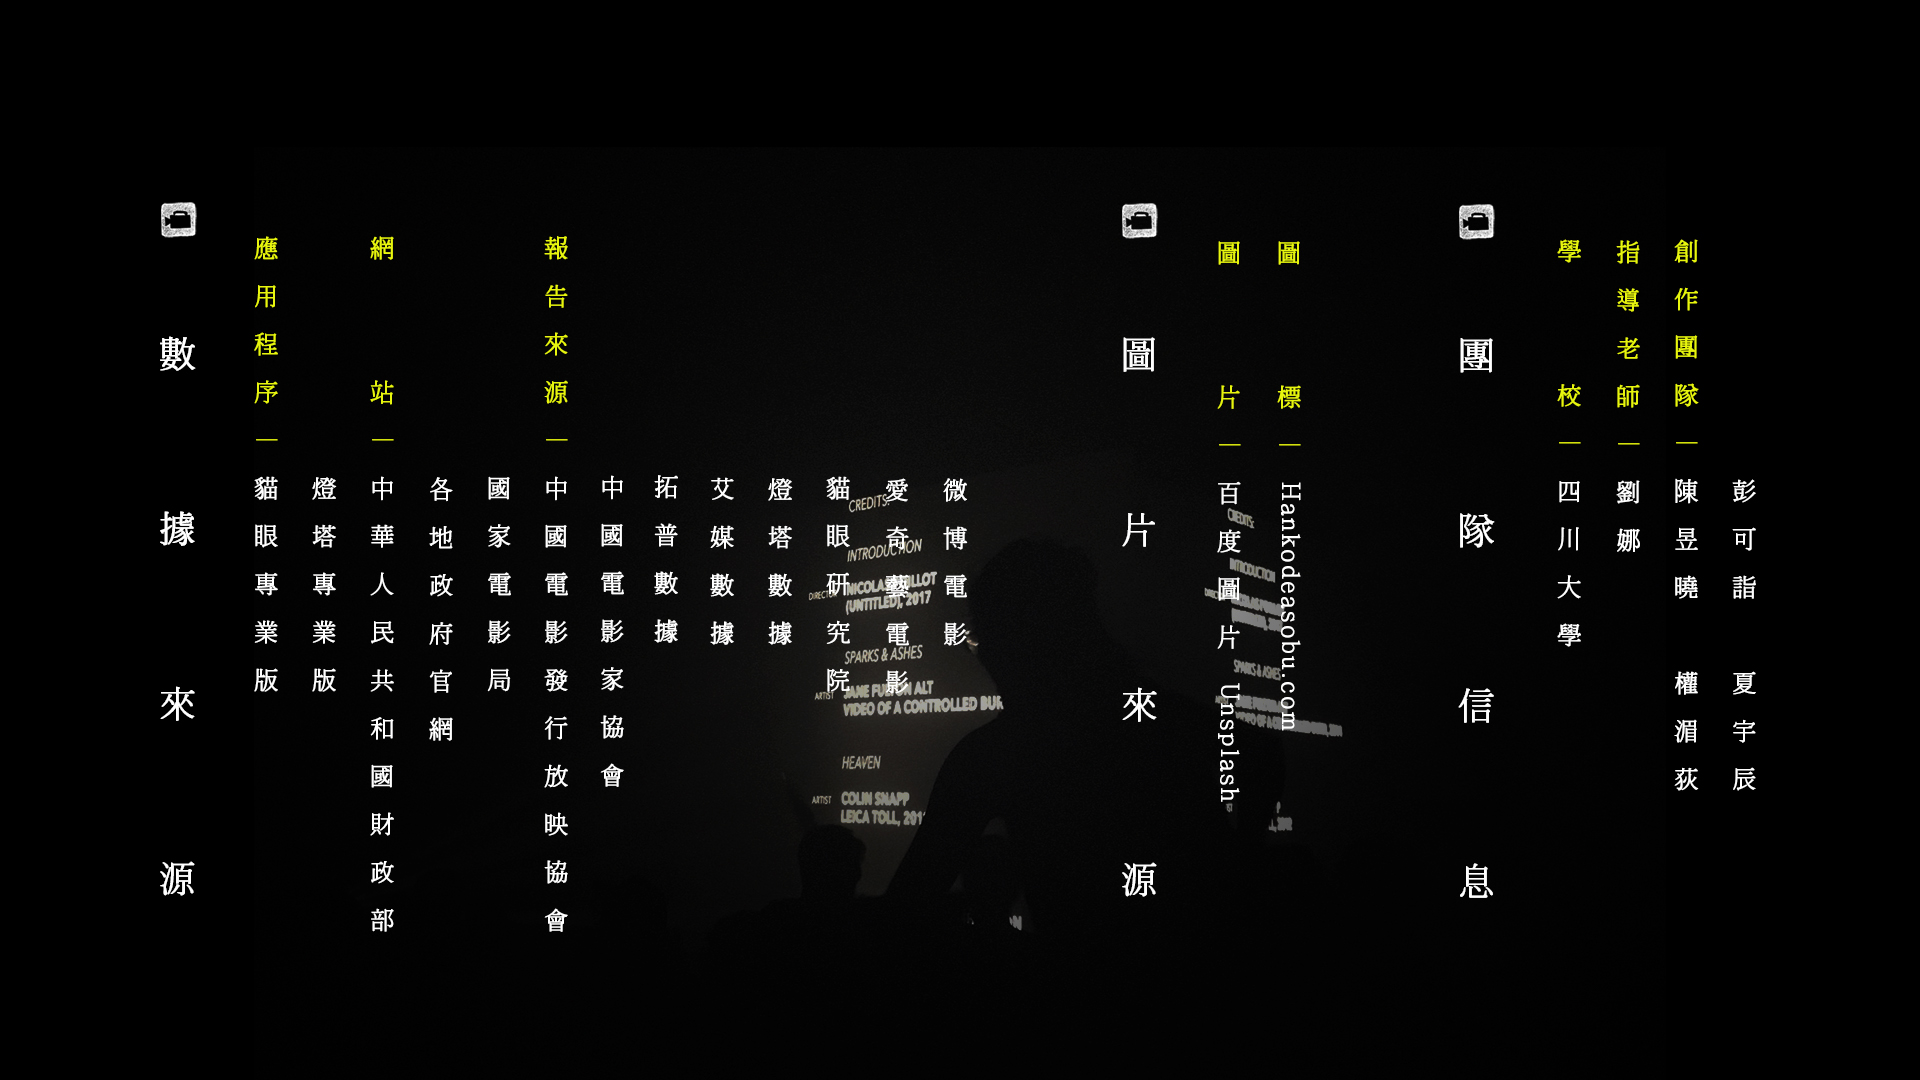 數據來源
應用程序｜貓眼專業版
燈塔專業版
網站｜中華人民共和國財政部
各地政府官網
國家電影局
報告來源｜中國電影發行放映協會
中國電影家協會
拓普數據
艾媒數據
燈塔數據
貓眼研究院
愛奇藝電影
微博電影
圖片來源
圖片｜百度圖片 Unsplash
圖標｜Hankodeasobu.com
團隊信息
學校｜四川大學
指導老師｜劉娜
創作團隊｜陳昱曉 權湄荻
彭可詣 夏宇辰
CREDITS:
INTRODUCTION
DIRECTOR
(UNTITLED), 2017
SPARKS & ASHES
ARTIST JANE FULTON ALT
VIDEO OF A CONTROLLED
HEAVEN
ARTIST COLIN SNAPP
LEICA TOLL,
CREDITS:
INTRODUCTION
SPARKS & ASHES